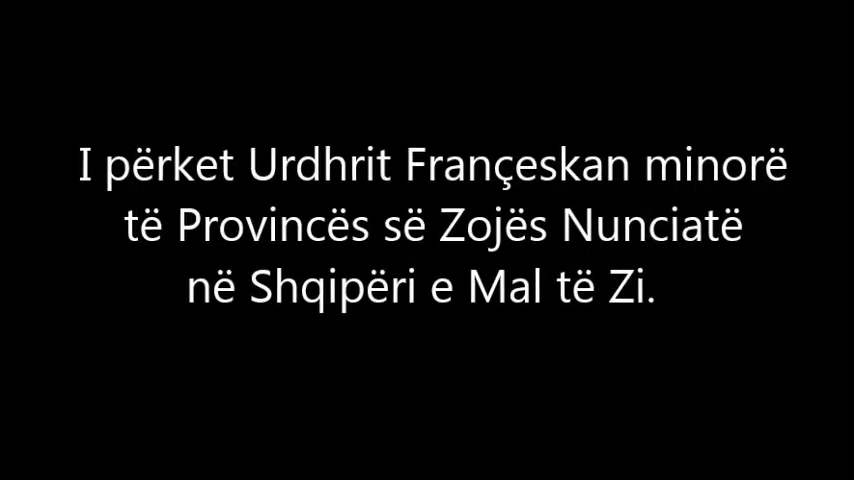 I përket Urdhrit Françeskan minorë
të Provincës së Zojës Nunciatë
në Shqipëri e Mal të Zi.